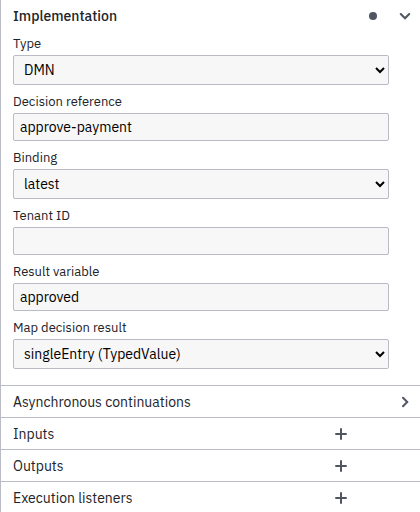 Implementation
Type
DMN
Decision reference
approve-payment
Binding
latest
Tenant ID
Result variable
approved
Map decision result
singleEntry (TypedValue)
Asynchronous continuations
Inputs
Outputs
Execution listeners